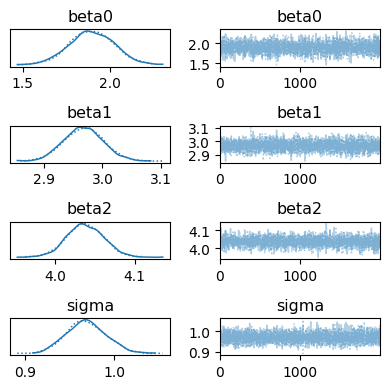 beta0 beta0
2.0
1.5
1.5 2.0 0 1000
beta1 beta1
3.1
3.0
2.9
2.9 3.0 3.1 0 1000
beta2 beta2
4.1
4.0
4.0 4.1 0 1000
sigma sigma
1.0
0.9
0.9 1.0 0 1000